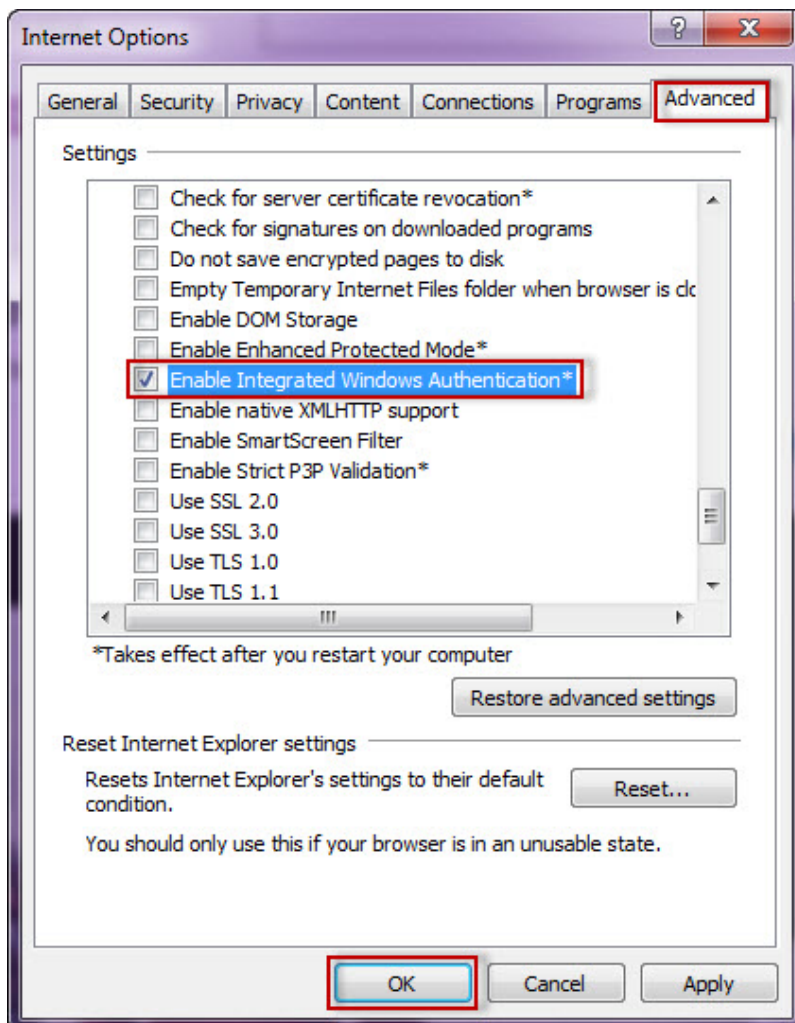 Internet Options
General Security Privacy Content Connections Programs Advanced
Settings
Check for server certificate revocation*
Check for signatures on downloaded programs
Do not save encrypted pages to disk
Empty Temporary Internet Files folder when browser is clc
Enable DOM Storage
Enable Enhanced Protected Mode*
Enable Integrated Windows Authentication*
Enable native XMLHTTP support
Enable SmartScreen Filter
Enable Strict P3P Validation*
Use SSL 2.0
Use SSL 3.0
Use TLS 1.0
Use TLS 1.1
*Takes effect after you restart your computer
Restore advanced settings
Reset Internet Explorer settings
Resets Internet Explorer's settings to their default
condition.
Reset...
You should only use this if your browser is in an unusable state.
OK Cancel Apply